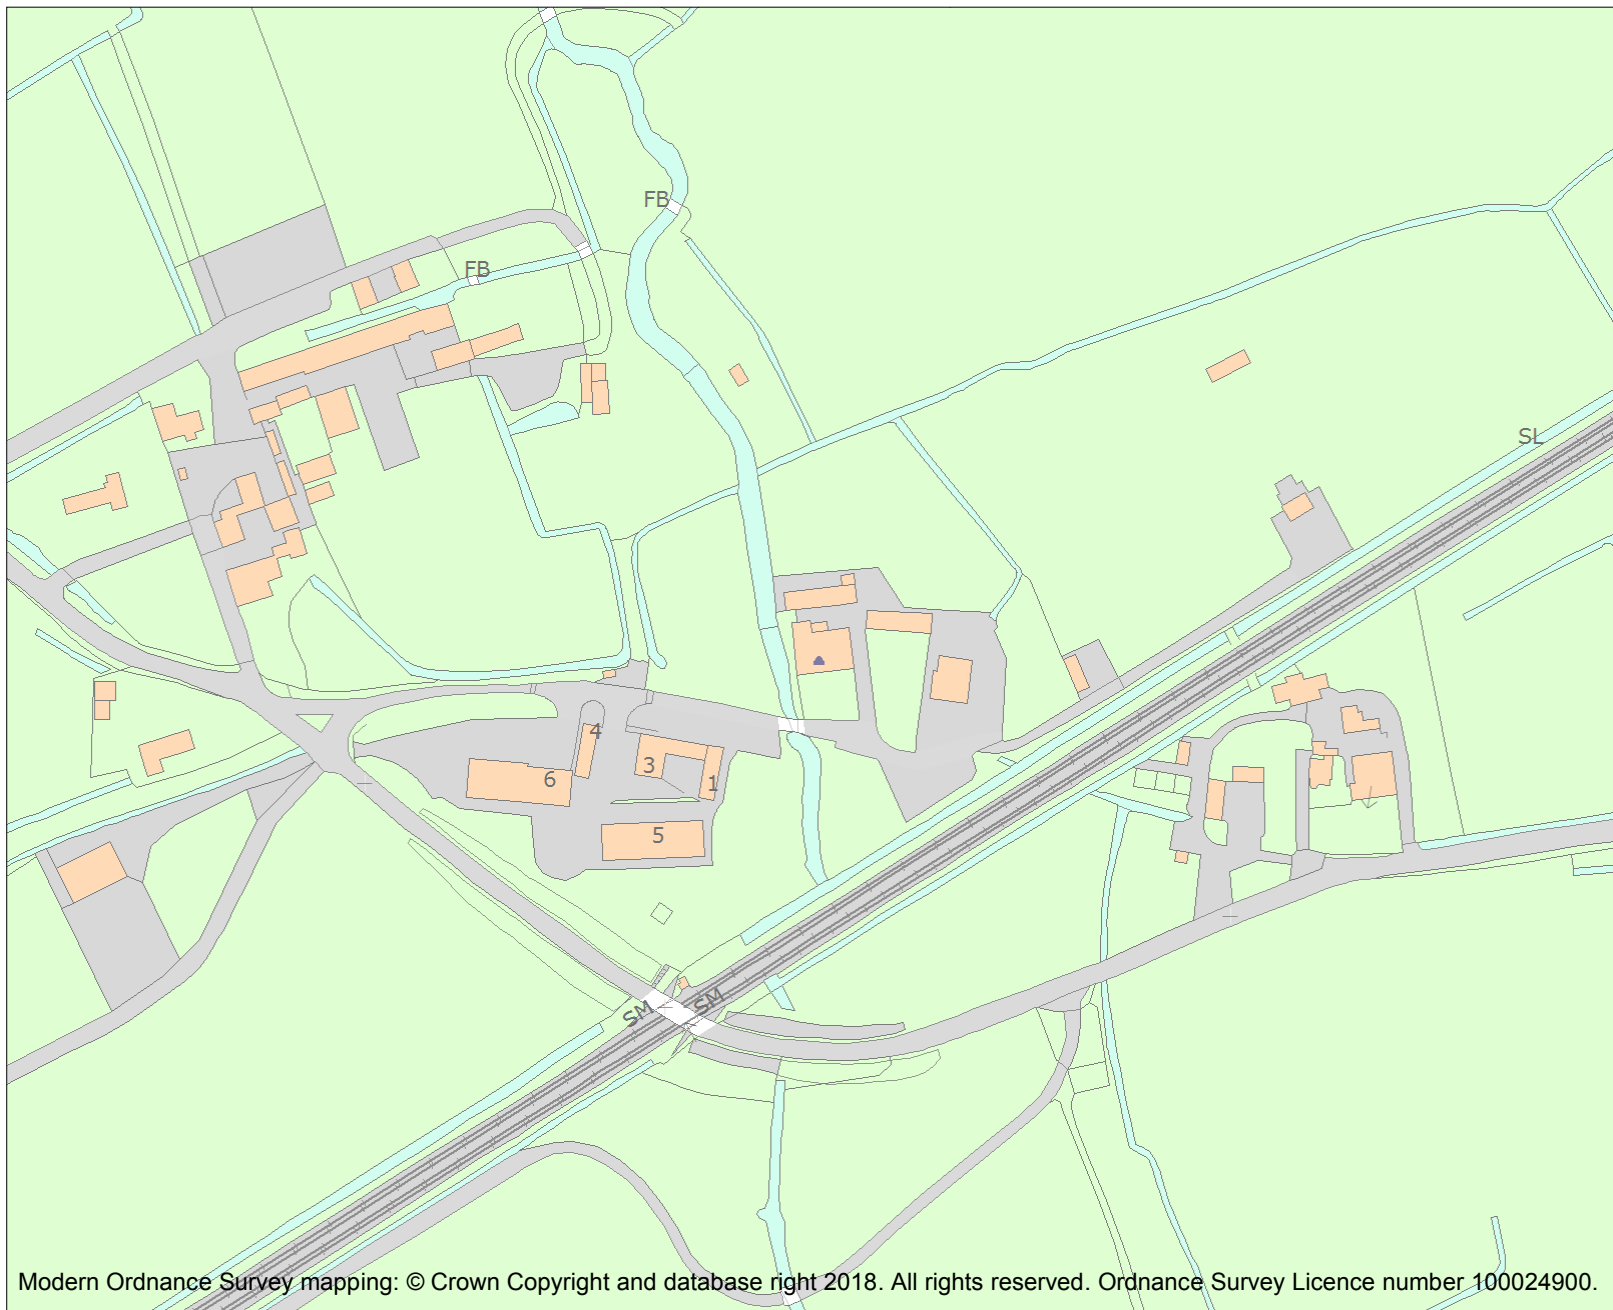 FB
FB
SL
4
3
1
6
5
SM
SM
Modern Ordnance Survey mapping: © Crown Copyright and database right 2018. All rights reserved. Ordnance Survey Licence number 100024900.